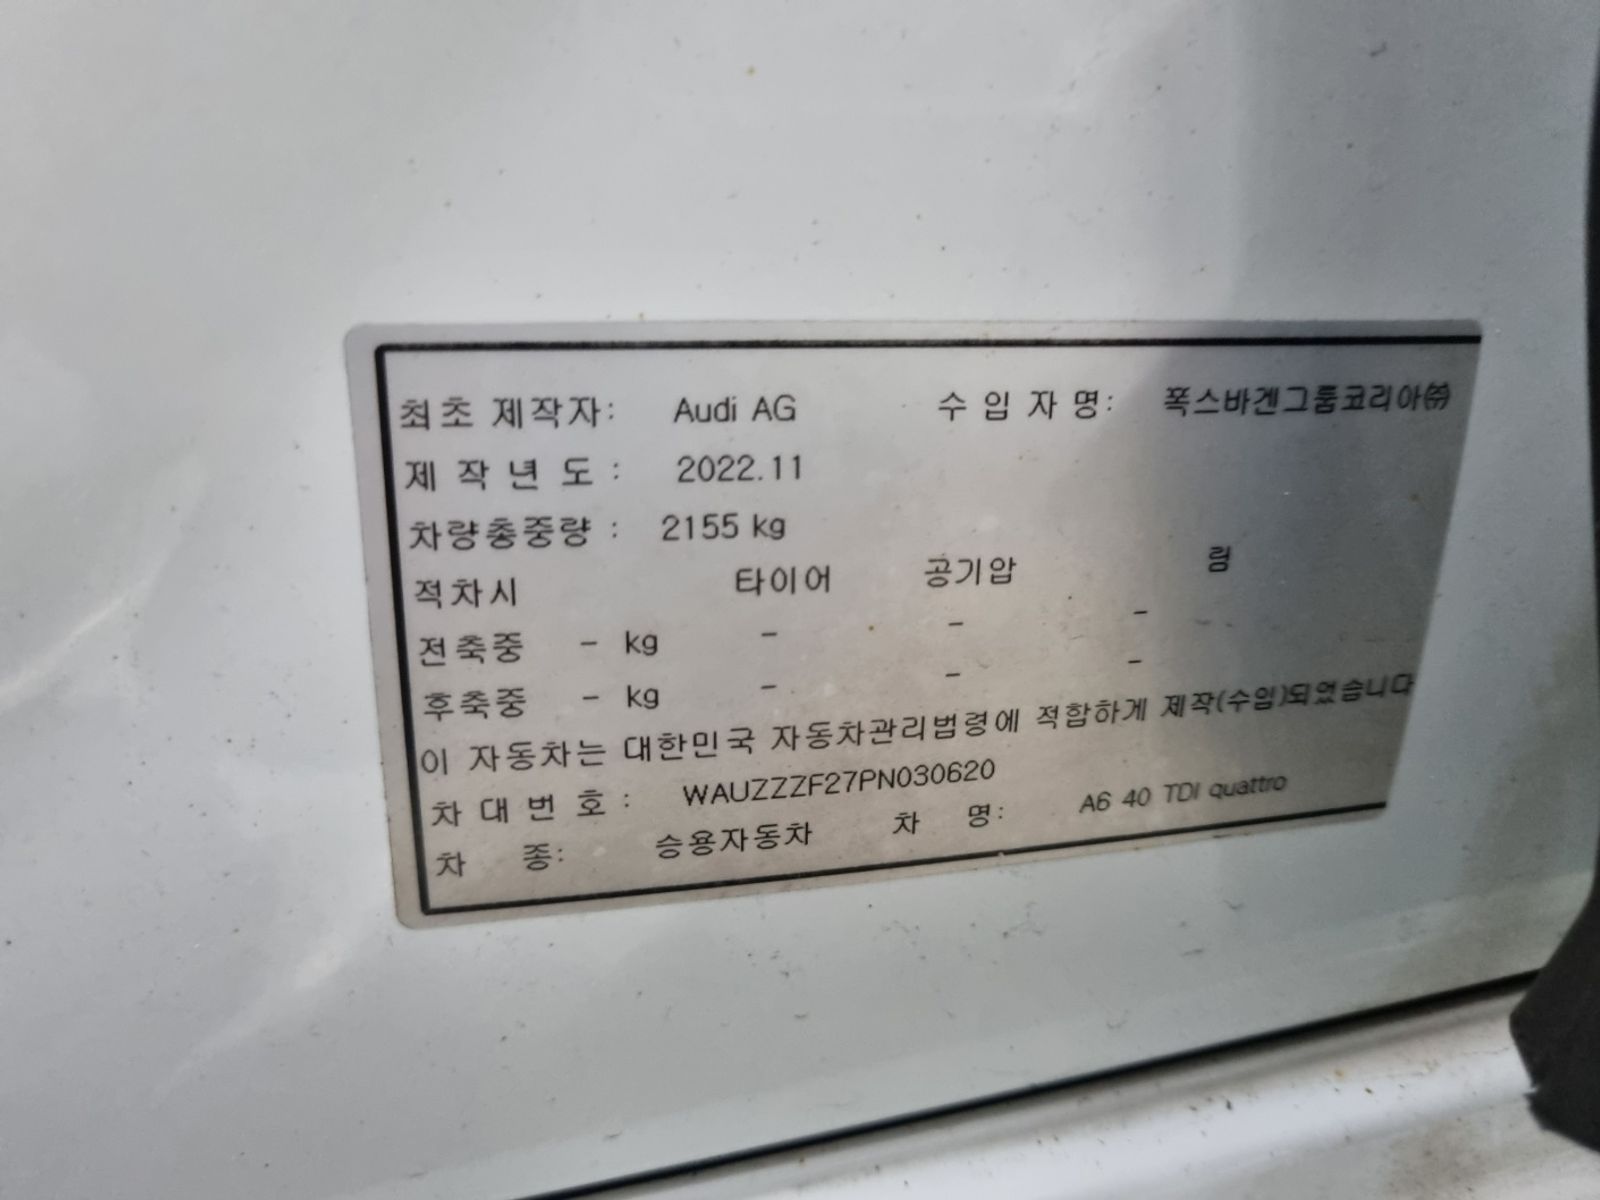 최초 제작자: Audi AG 수 입 자 명: 폭스바겐그룹코리아㈜
제 작 년 도 : 2022.11
차량총중량 : 2155 kg
적차시 타이어 공기압 림
전축중 - kg - - -
후축중 - kg - - -
이 자동차는 대한민국 자동차관리법령에 적합하게 제작(수입)되었습니다
차 대 번 호 : WAUZZZF27PN030620
차 종: 승용자동차 차 명: A6 40 TDI quattro